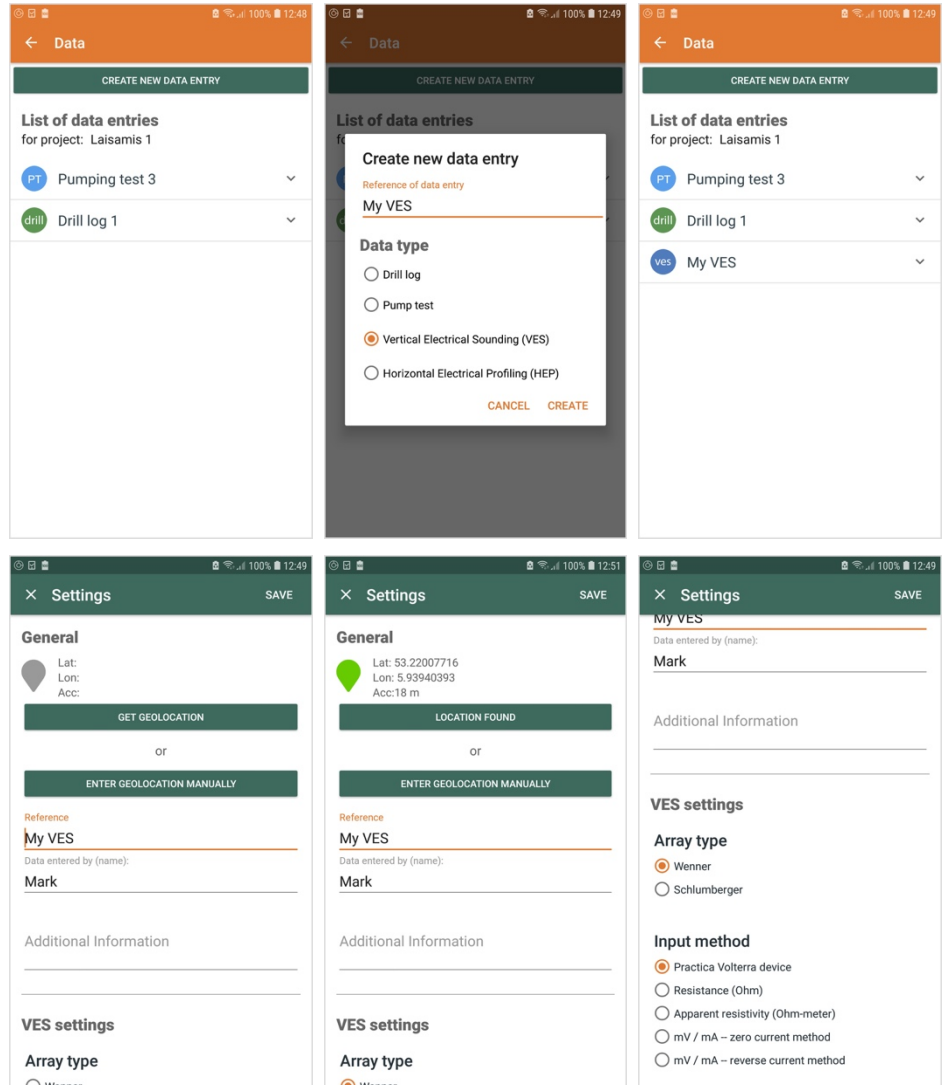 100% 12:48
Data
CREATE NEW DATA ENTRY
List of data entries
for project: Laisamis 1
PT Pumping test 3
drill Drill log 1
100% 12:49
Data
CREATE NEW DATA ENTRY
List of data entries
Create new data entry
Reference of data entry
My VES
Data type
Drill log
Pump test
Vertical Electrical Sounding (VES)
Horizontal Electrical Profiling (HEP)
CANCEL CREATE
100% 12:49
Data
CREATE NEW DATA ENTRY
List of data entries
for project: Laisamis 1
PT Pumping test 3
drill Drill log 1
ves My VES
100% 12:49
Settings SAVE
General
Lat:
Lon:
Acc:
GET GEOLOCATION
or
ENTER GEOLOCATION MANUALLY
Reference
My VES
Data entered by (name):
Mark
Additional Information
VES settings
Array type
Wenner
100% 12:51
Settings SAVE
General
Lat: 53.22007716
Lon: 5.93940393
Acc:18 m
LOCATION FOUND
or
ENTER GEOLOCATION MANUALLY
Reference
My VES
Data entered by (name):
Mark
Additional Information
VES settings
Array type
Wenner
100% 12:49
Settings SAVE
My VES
Data entered by (name):
Mark
Additional Information
VES settings
Array type
Wenner
Schlumberger
Input method
Practica Volterra device
Resistance (Ohm)
Apparent resistivity (Ohm-meter)
mV / mA -- zero current method
mV / mA -- reverse current method